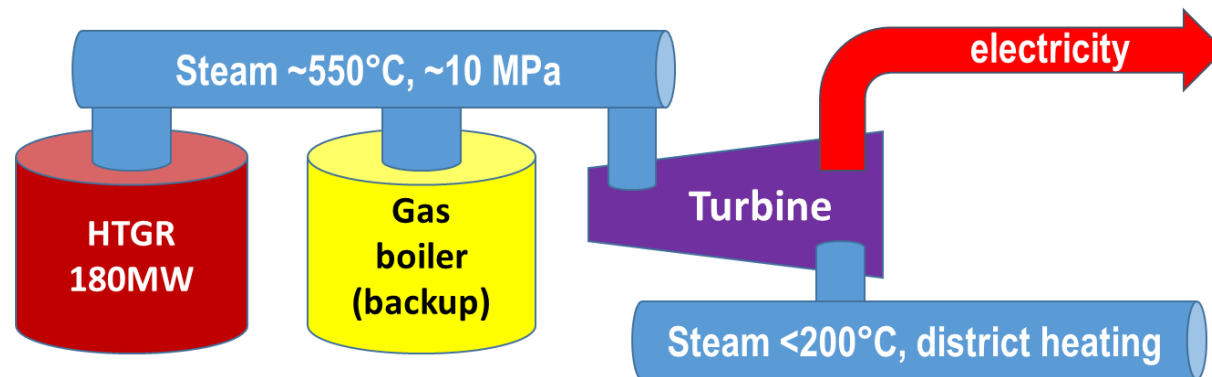 Steam ~550°C, ~10 MPa
electricity
HTGR
180MW
Gas
boiler
(backup)
Turbine
Steam <200°C, district heating